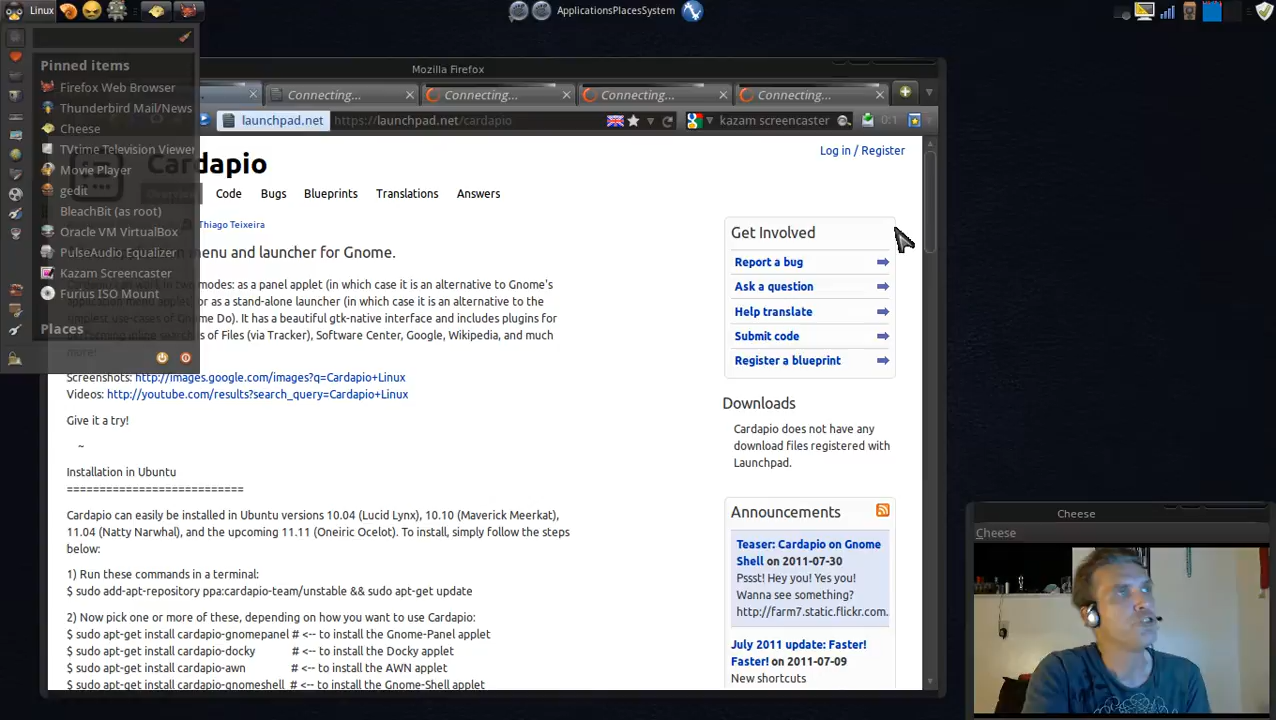 Linux
ApplicationsPlacesSystem
Pinned items
Firefox Web Browser
Thunderbird Mail/News
Cheese
TVtime Television Viewer
Movie Player
gedit
BleachBit (as root)
Oracle VM VirtualBox
PulseAudio Equalizer
Kazam Screencaster
Furius ISO Mount
Places
Mozilla Firefox
Connecting...
Connecting...
Connecting...
Connecting...
launchpad.net
https://launchpad.net/cardapio
kazam screencaster
0:1
Log in / Register
Cardapio
Code
Bugs
Blueprints
Translations
Answers
Thiago Teixeira
menu and launcher for Gnome.
modes: as a panel applet (in which case it is an alternative to Gnome's
or as a stand-alone launcher (in which case it is an alternative to the
of Gnome Do). It has a beautiful gtk-native interface and includes plugins for
s of Files (via Tracker), Software Center, Google, Wikipedia, and much
more!
Screenshots: http://images.google.com/images?q=Cardapio+Linux
Videos: http://youtube.com/results?search_query=Cardapio+Linux
Give it a try!
~
Installation in Ubuntu
===========================
Cardapio can easily be installed in Ubuntu versions 10.04 (Lucid Lynx), 10.10 (Maverick Meerkat),
11.04 (Natty Narwhal), and the upcoming 11.11 (Oneiric Ocelot). To install, simply follow the steps
below:
1) Run these commands in a terminal:
$ sudo add-apt-repository ppa:cardapio-team/unstable && sudo apt-get update
2) Now pick one or more of these, depending on how you want to use Cardapio:
$ sudo apt-get install cardapio-gnomepanel # <-- to install the Gnome-Panel applet
$ sudo apt-get install cardapio-docky # <-- to install the Docky applet
$ sudo apt-get install cardapio-awn # <-- to install the AWN applet
$ sudo apt-get install cardapio-gnomeshell # <-- to install the Gnome-Shell applet
Get Involved
Report a bug
Ask a question
Help translate
Submit code
Register a blueprint
Downloads
Cardapio does not have any
download files registered with
Launchpad.
Announcements
Teaser: Cardapio on Gnome
Shell on 2011-07-30
Pssst! Hey you! Yes you!
Wanna see something?
http://farm7.static.flickr.com.
July 2011 update: Faster!
Faster! on 2011-07-09
New shortcuts
Cheese
Cheese